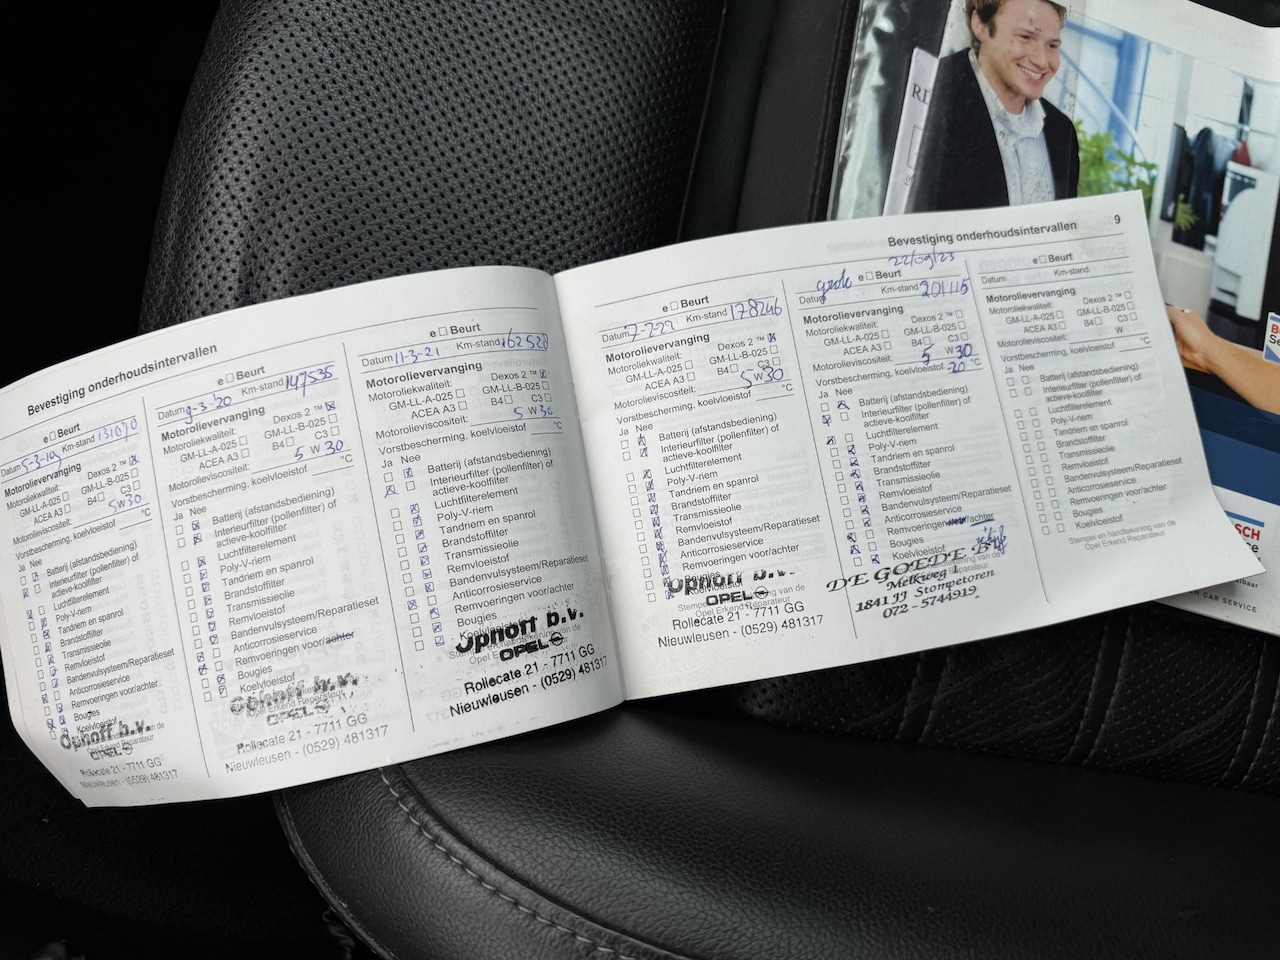 Bevestiging onderhoudsintervallen
e □ Beurt
Datum 5-3-19 Km-stand 131070
Motorolievervanging
Motoroliekwaliteit: Dexos 2 ™ ☒
GM-LL-A-025 □ GM-LL-B-025 □
ACEA A3 □ B4 □ C3 □
Motorolieviscositeit: 5 W 30
Vorstbescherming, koelvloeistof °C
Ja Nee
Batterij (afstandsbediening)
Interieurfilter (pollenfilter) of
actieve-koolfilter
Luchtfilterelement
Poly-V-riem
Tandriem en spanrol
Brandstoffilter
Transmissieolie
Remvloeistof
Bandenvulsysteem/Reparatieset
Anticorrosieservice
Remvoeringen voor/achter
Bougies
Koelvloeistof
Ophoff b.v.
OPEL
Rollecate 21 - 7711 GG
Nieuwleusen - (0529) 481317
e □ Beurt
Datum 9-3-'20 Km-stand 147535
Motorolievervanging
Motoroliekwaliteit: Dexos 2 ™ ☒
GM-LL-A-025 □ GM-LL-B-025 □
ACEA A3 □ B4 □ C3 □
Motorolieviscositeit: 5 W 30
Vorstbescherming, koelvloeistof °C
Ja Nee
Batterij (afstandsbediening)
Interieurfilter (pollenfilter) of
actieve-koolfilter
Luchtfilterelement
Poly-V-riem
Tandriem en spanrol
Brandstoffilter
Transmissieolie
Remvloeistof
Bandenvulsysteem/Reparatieset
Anticorrosieservice
Remvoeringen voor/achter
Bougies
Koelvloeistof
Ophoff b.v.
OPEL
Rollecate 21 - 7711 GG
Nieuwleusen - (0529) 481317
e □ Beurt
Datum 11-3-21 Km-stand 162528
Motorolievervanging
Motoroliekwaliteit: Dexos 2 ™ ☒
GM-LL-A-025 □ GM-LL-B-025 □
ACEA A3 □ B4 □ C3 □
Motorolieviscositeit: 5 W 30
Vorstbescherming, koelvloeistof °C
Ja Nee
Batterij (afstandsbediening)
Interieurfilter (pollenfilter) of
actieve-koolfilter
Luchtfilterelement
Poly-V-riem
Tandriem en spanrol
Brandstoffilter
Transmissieolie
Remvloeistof
Bandenvulsysteem/Reparatieset
Anticorrosieservice
Remvoeringen voor/achter
Bougies
Koelvloeistof
Ophoff b.v.
OPEL
Rollecate 21 - 7711 GG
Nieuwleusen - (0529) 481317
Bevestiging onderhoudsintervallen 9
e □ Beurt
Datum 7-2-22 Km-stand 178246
Motorolievervanging
Motoroliekwaliteit: Dexos 2 ™ ☒
GM-LL-A-025 □ GM-LL-B-025 □
ACEA A3 □ B4 □ C3 □
Motorolieviscositeit: 5 W 30
Vorstbescherming, koelvloeistof °C
Ja Nee
Batterij (afstandsbediening)
Interieurfilter (pollenfilter) of
actieve-koolfilter
Luchtfilterelement
Poly-V-riem
Tandriem en spanrol
Brandstoffilter
Transmissieolie
Remvloeistof
Bandenvulsysteem/Reparatieset
Anticorrosieservice
Remvoeringen voor/achter
Bougies
Koelvloeistof
Ophoff b.v.
OPEL
Rollecate 21 - 7711 GG
Nieuwleusen - (0529) 481317
22/09/23
grote e □ Beurt
Datum Km-stand 201115
Motorolievervanging
Motoroliekwaliteit: Dexos 2 ™ □
GM-LL-A-025 □ GM-LL-B-025 □
ACEA A3 □ B4 □ C3 □
Motorolieviscositeit: 5 W 30
Vorstbescherming, koelvloeistof -20 °C
Ja Nee
Batterij (afstandsbediening)
Interieurfilter (pollenfilter) of
actieve-koolfilter
Luchtfilterelement
Poly-V-riem
Tandriem en spanrol
Brandstoffilter
Transmissieolie
Remvloeistof
Bandenvulsysteem/Reparatieset
Anticorrosieservice
Remvoeringen voor/achter
Bougies
Koelvloeistof
DE GOEDE B.V.
Melkweg 1
1841 JJ Stompetoren
072 - 5744919
e □ Beurt
Datum Km-stand
Motorolievervanging
Motoroliekwaliteit: Dexos 2 ™ □
GM-LL-A-025 □ GM-LL-B-025 □
ACEA A3 □ B4 □ C3 □
Motorolieviscositeit: W
Vorstbescherming, koelvloeistof °C
Ja Nee
Batterij (afstandsbediening)
Interieurfilter (pollenfilter) of
actieve-koolfilter
Luchtfilterelement
Poly-V-riem
Tandriem en spanrol
Brandstoffilter
Transmissieolie
Remvloeistof
Bandenvulsysteem/Reparatieset
Anticorrosieservice
Remvoeringen voor/achter
Bougies
Koelvloeistof
Stempel en handtekening van de
Opel Erkend Reparateur
CAR SERVICE